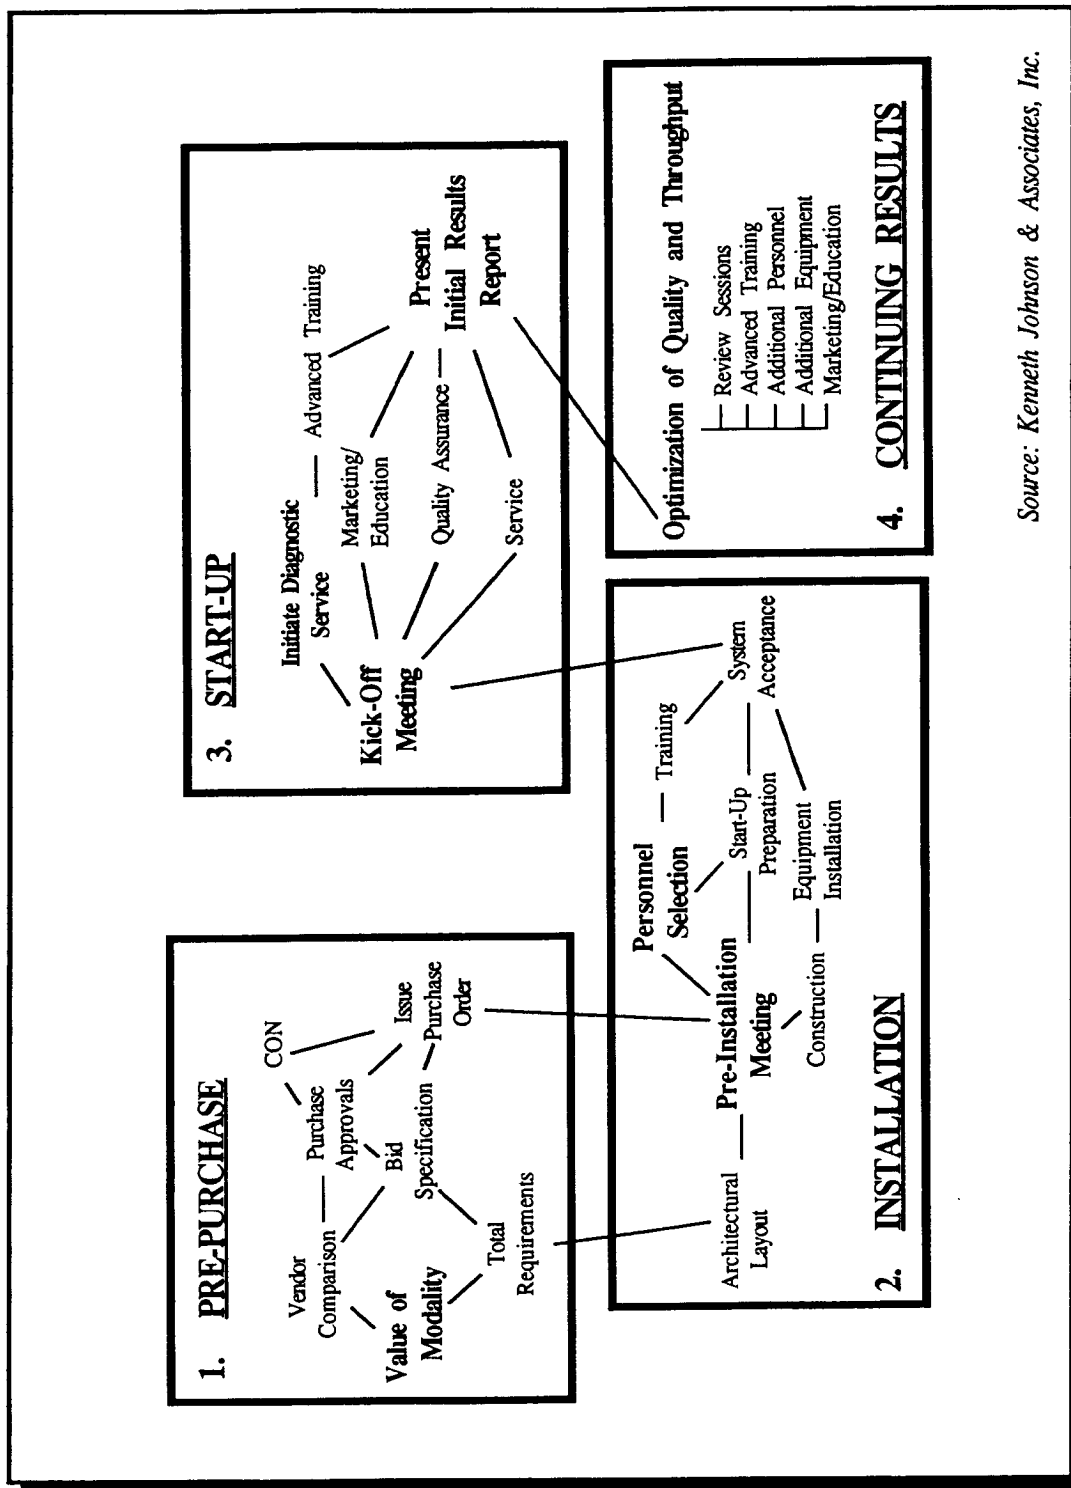 1. PRE-PURCHASE
CON
Vendor
Comparison
Purchase
Approvals
Issue
Purchase
Order
Value of
Modality
Bid
Specification
Total
Requirements
3. START-UP
Initiate Diagnostic
Service
Advanced Training
Kick-Off
Meeting
Marketing/
Education
Present
Initial Results
Report
Quality Assurance
Service
2. INSTALLATION
Personnel
Selection
Training
Architectural
Layout
Pre-Installation
Meeting
Start-Up
Preparation
System
Acceptance
Construction
Equipment
Installation
4. CONTINUING RESULTS
Optimization of Quality and Throughput
Review Sessions
Advanced Training
Additional Personnel
Additional Equipment
Marketing/Education
Source: Kenneth Johnson & Associates, Inc.